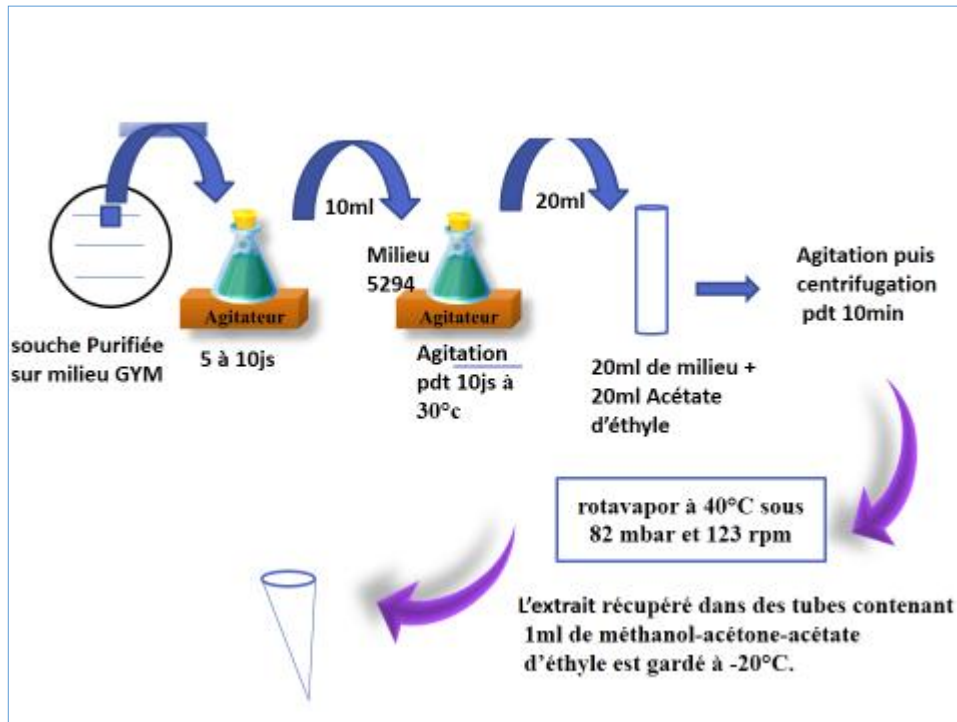 souche Purifiée
sur milieu GYM
Agitateur
5 à 10js
10ml
Milieu
5294
Agitateur
Agitation
pdt 10js à
30°c
20ml
20ml de milieu +
20ml Acétate
d'éthyle
Agitation puis
centrifugation
pdt 10min
rotavapor à 40°C sous
82 mbar et 123 rpm
L'extrait récupéré dans des tubes contenant
1ml de méthanol-acétone-acétate
d'éthyle est gardé à -20°C.